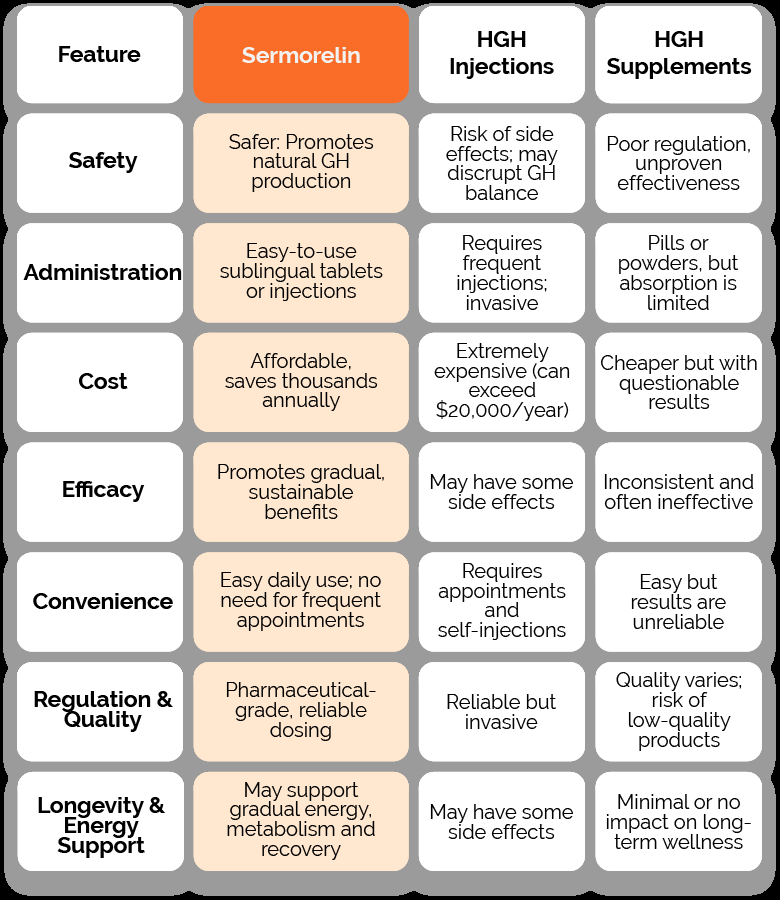 Feature
Sermorelin
HGH
Injections
HGH
Supplements
Safety
Safer: Promotes
natural GH
production
Risk of side
effects; may
discrupt GH
balance
Poor regulation,
unproven
effectiveness
Administration
Easy-to-use
sublingual tablets
or injections
Requires
frequent
injections;
invasive
Pills or
powders, but
absorption is
limited
Cost
Affordable,
saves thousands
annually
Extremely
expensive (can
exceed
$20,000/year)
Cheaper but with
questionable
results
Efficacy
Promotes gradual,
sustainable
benefits
May have some
side effects
Inconsistent and
often ineffective
Convenience
Easy daily use; no
need for frequent
appointments
Requires
appointments
and
self-injections
Easy but
results are
unreliable
Regulation &
Quality
Pharmaceutical-
grade, reliable
dosing
Reliable but
invasive
Quality varies;
risk of
low-quality
products
Longevity &
Energy
Support
May support
gradual energy,
metabolism and
recovery
May have some
side effects
Minimal or no
impact on long-
term wellness